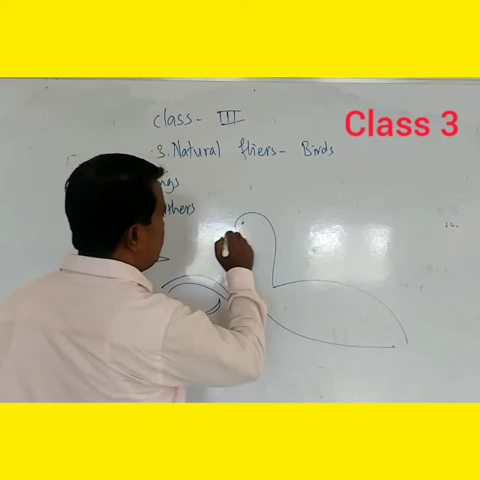 class - III
Class 3
3. Natural fliers - Birds
ngs
thers